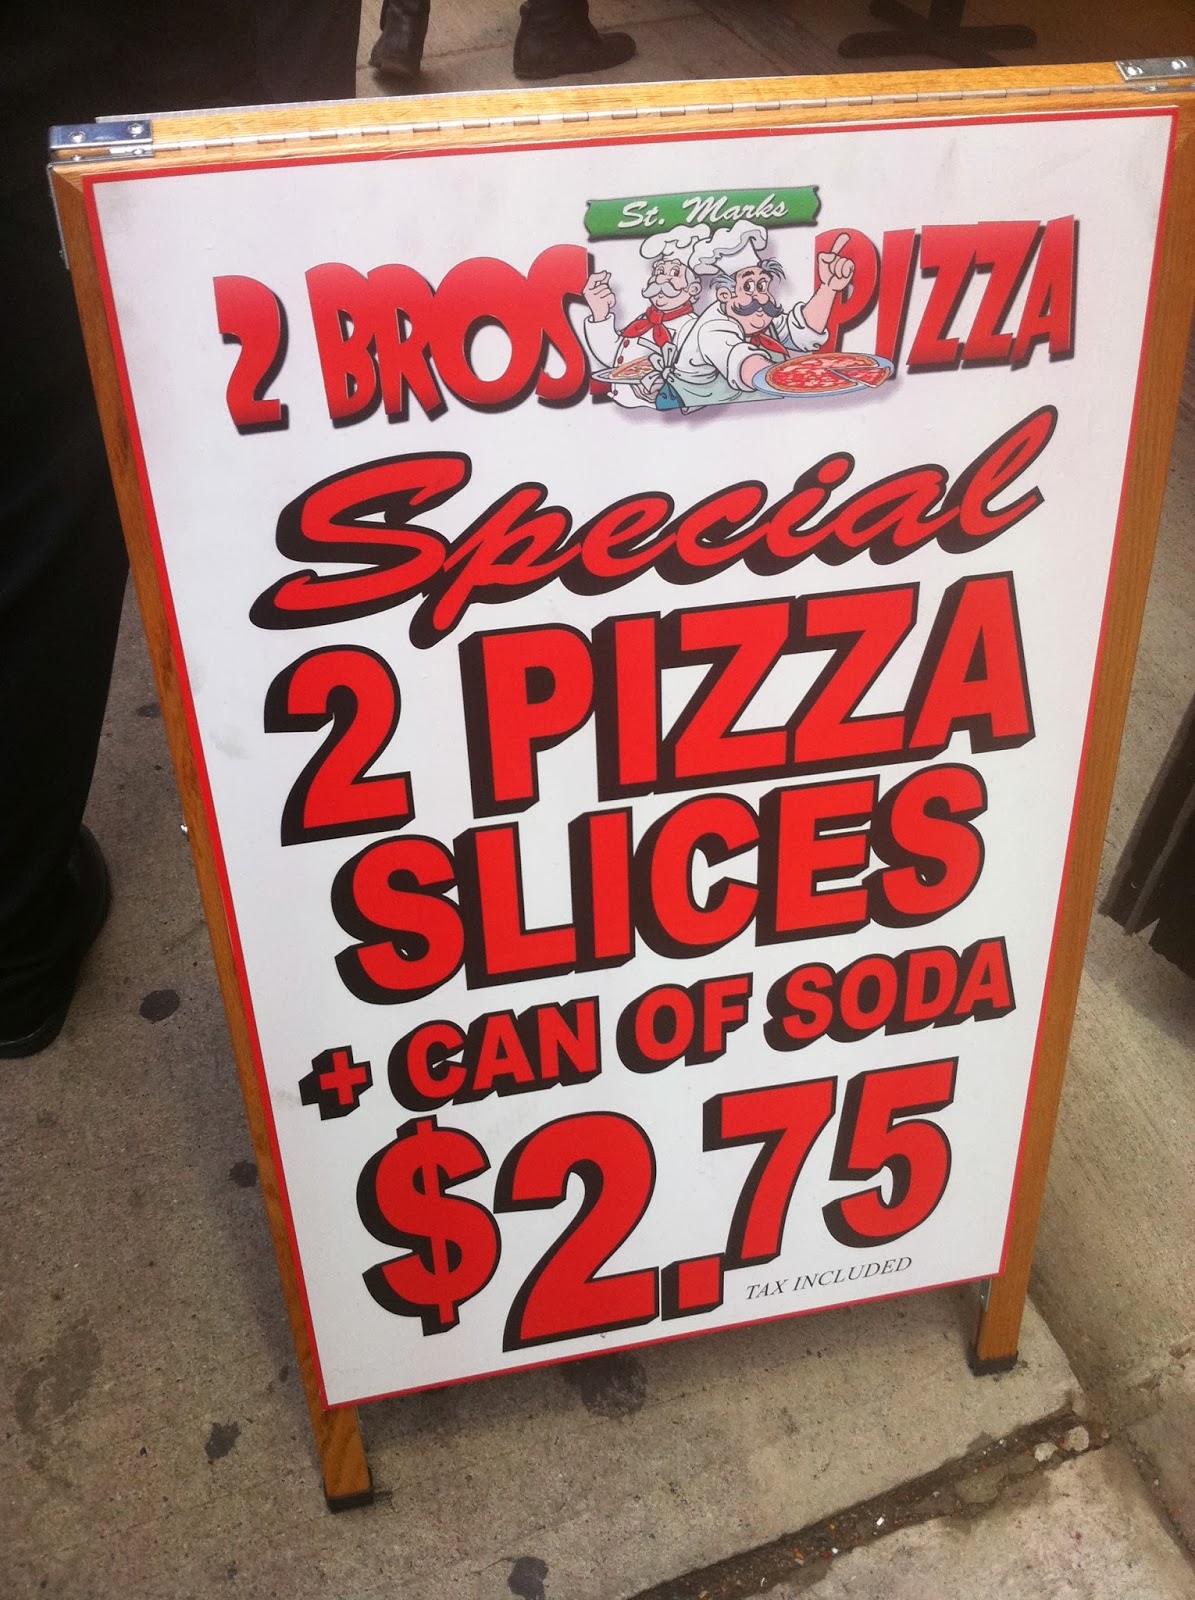 St. Marks
2 BROS. PIZZA
Special
2 PIZZA
SLICES
+ CAN OF SODA
$2.75
TAX INCLUDED